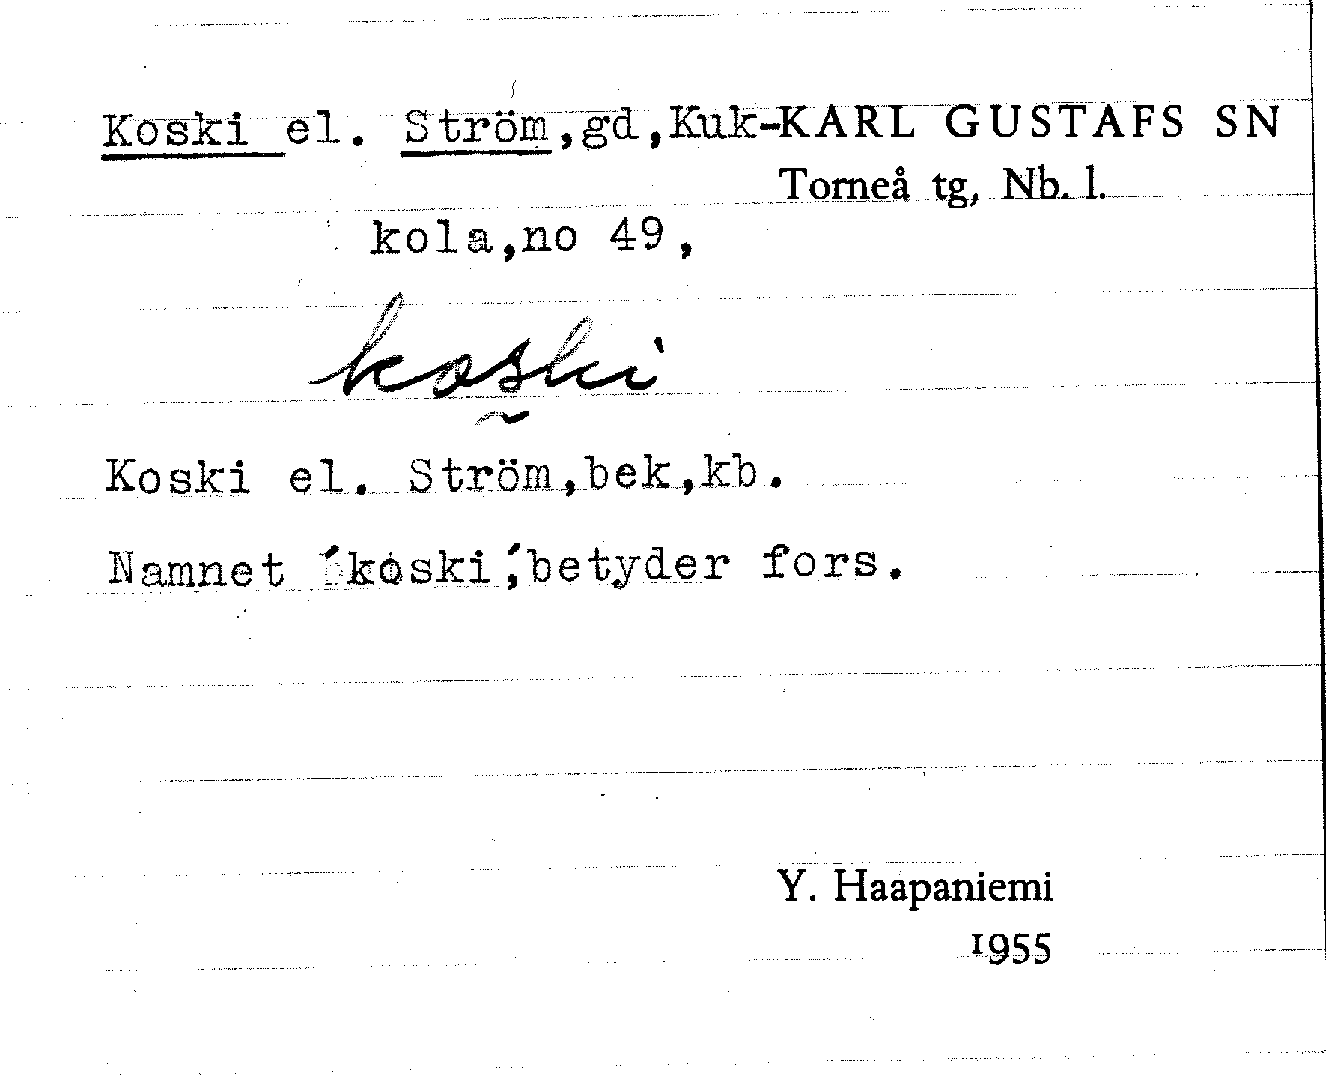 Koski el. Ström,gd,Kuk-KARL GUSTAFS SN
Torneå tg, Nb. l.
kola,no 49,
koski
Koski el. Ström,bek,kb.
Namnet ´koski,´betyder fors.
Y. Haapaniemi
1955